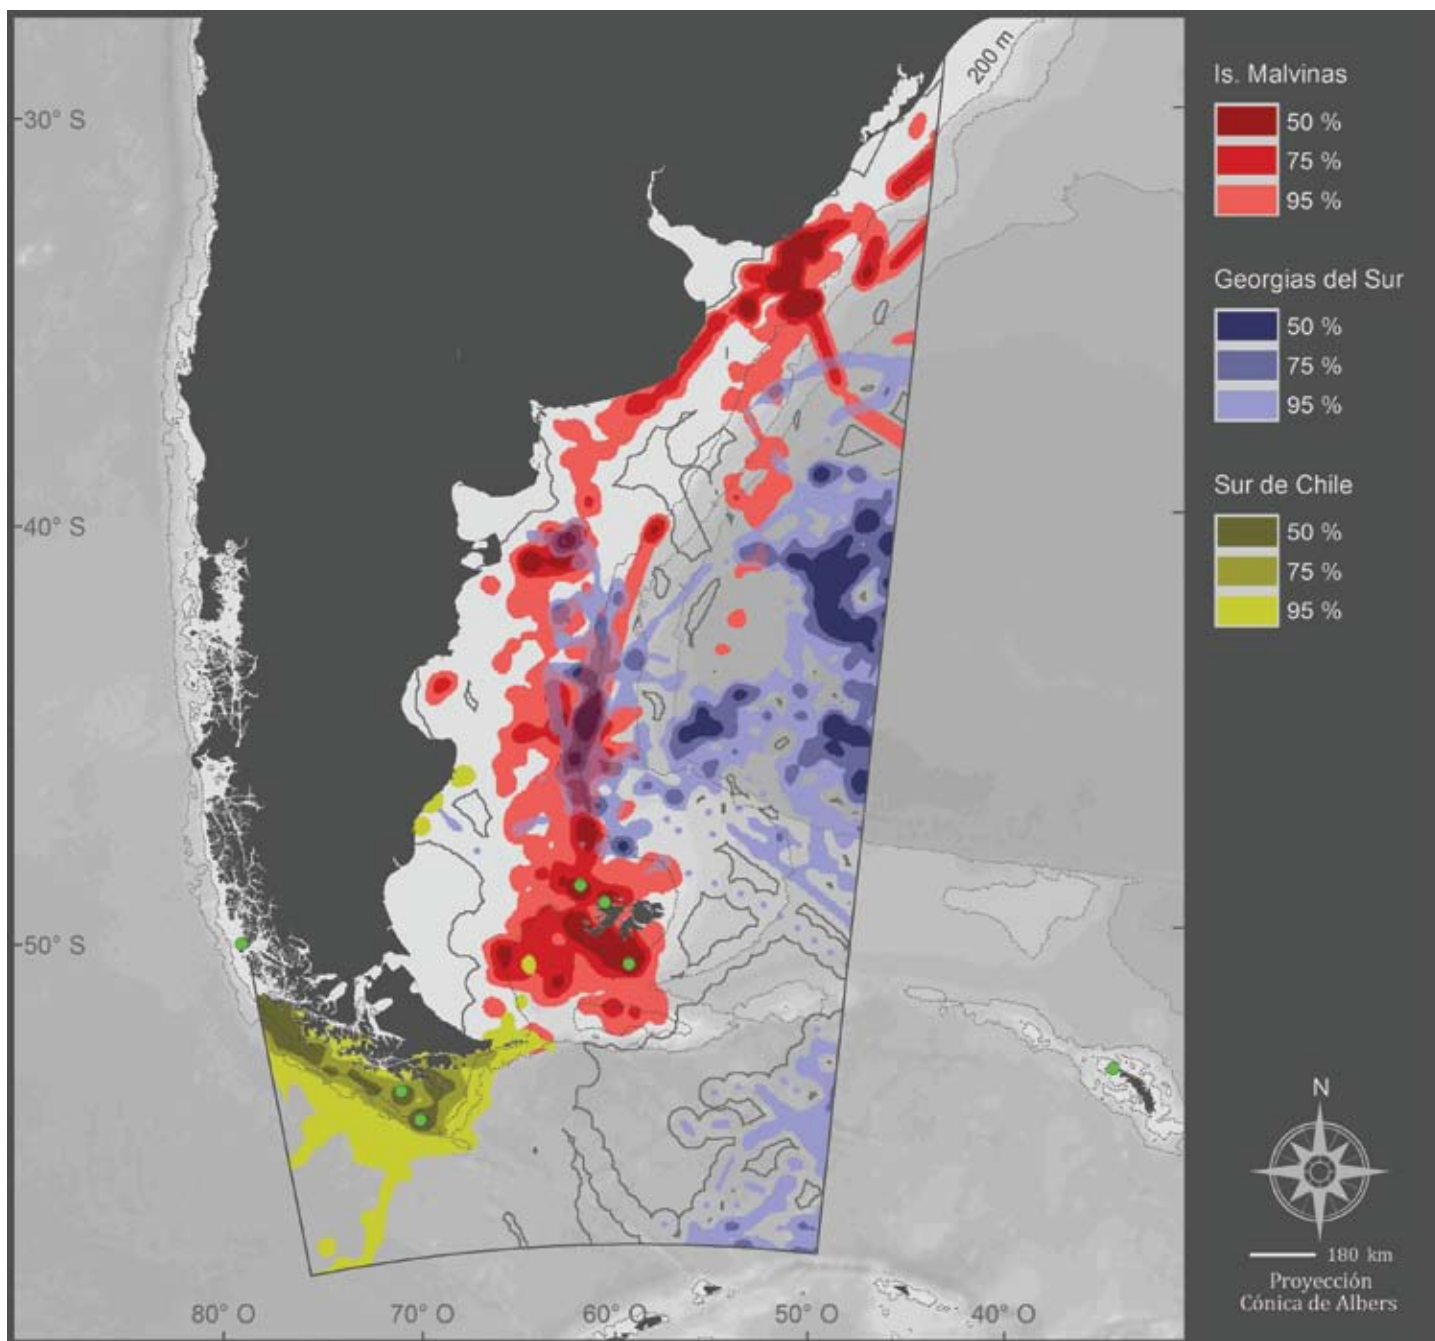 200 m
30° S
40° S
50° S
80° O
70° O
60° O
50° O
40° O
Is. Malvinas
50 %
75 %
95 %
Georgias del Sur
50 %
75 %
95 %
Sur de Chile
50 %
75 %
95 %
N
180 km
Proyección
Cónica de Albers